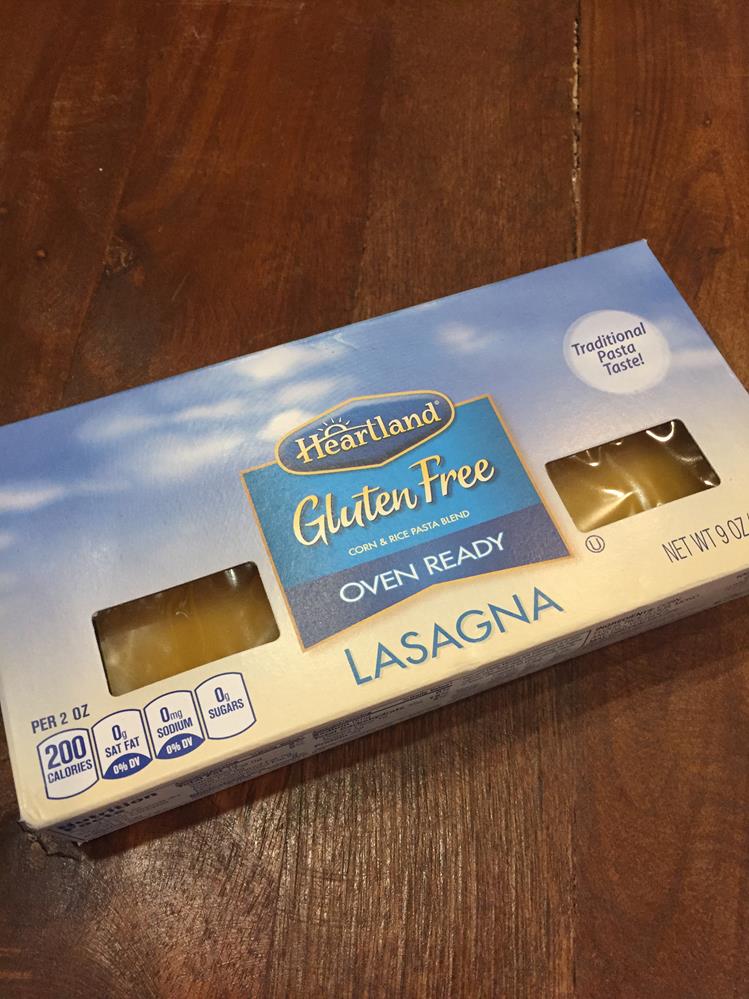 Traditional
Pasta
Taste!
Heartland®
Gluten Free
CORN & RICE PASTA BLEND
OVEN READY
LASAGNA
U
NET WT 9 OZ
PER 2 OZ
200
CALORIES
0g
SAT FAT
0% DV
0mg
SODIUM
0% DV
0g
SUGARS
Nutrition